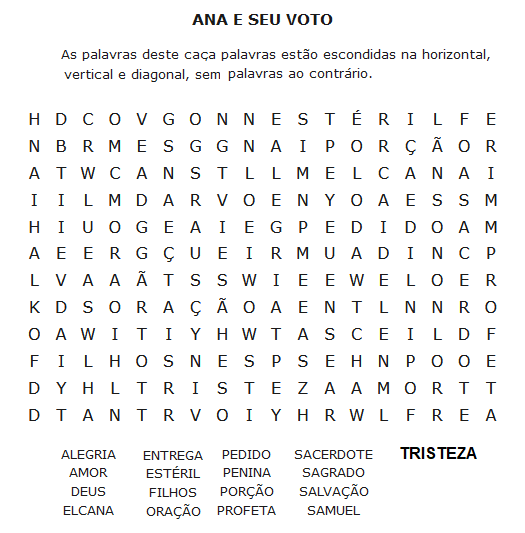 ANA E SEU VOTO
As palavras deste caça palavras estão escondidas na horizontal,
vertical e diagonal, sem palavras ao contrário.
H D C O V G O N N E S T É R I L F E
N B R M E S G G N A I P O R Ç Ã O R
A T W C A N S T L L M E L C A N A I
I I L M D A R V O E N Y O A E S S M
H I U O G E A I E G P E D I D O A M
A E E R G Ç U E I R M U A D I N C P
L V A A Ã T S S W I E E W E L O E R
K D S O R A Ç Ã O A E N T L N N R O
O A W I T I Y H W T A S C E I L D F
F I L H O S N E S P S E H N P O O E
D Y H L T R I S T E Z A A M O R T T
D T A N T R V O I Y H R W L F R E A
ALEGRIA ENTREGA PEDIDO SACERDOTE TRISTEZA
AMOR ESTÉRIL PENINA SAGRADO
DEUS FILHOS PORÇÃO SALVAÇÃO
ELCANA ORAÇÃO PROFETA SAMUEL